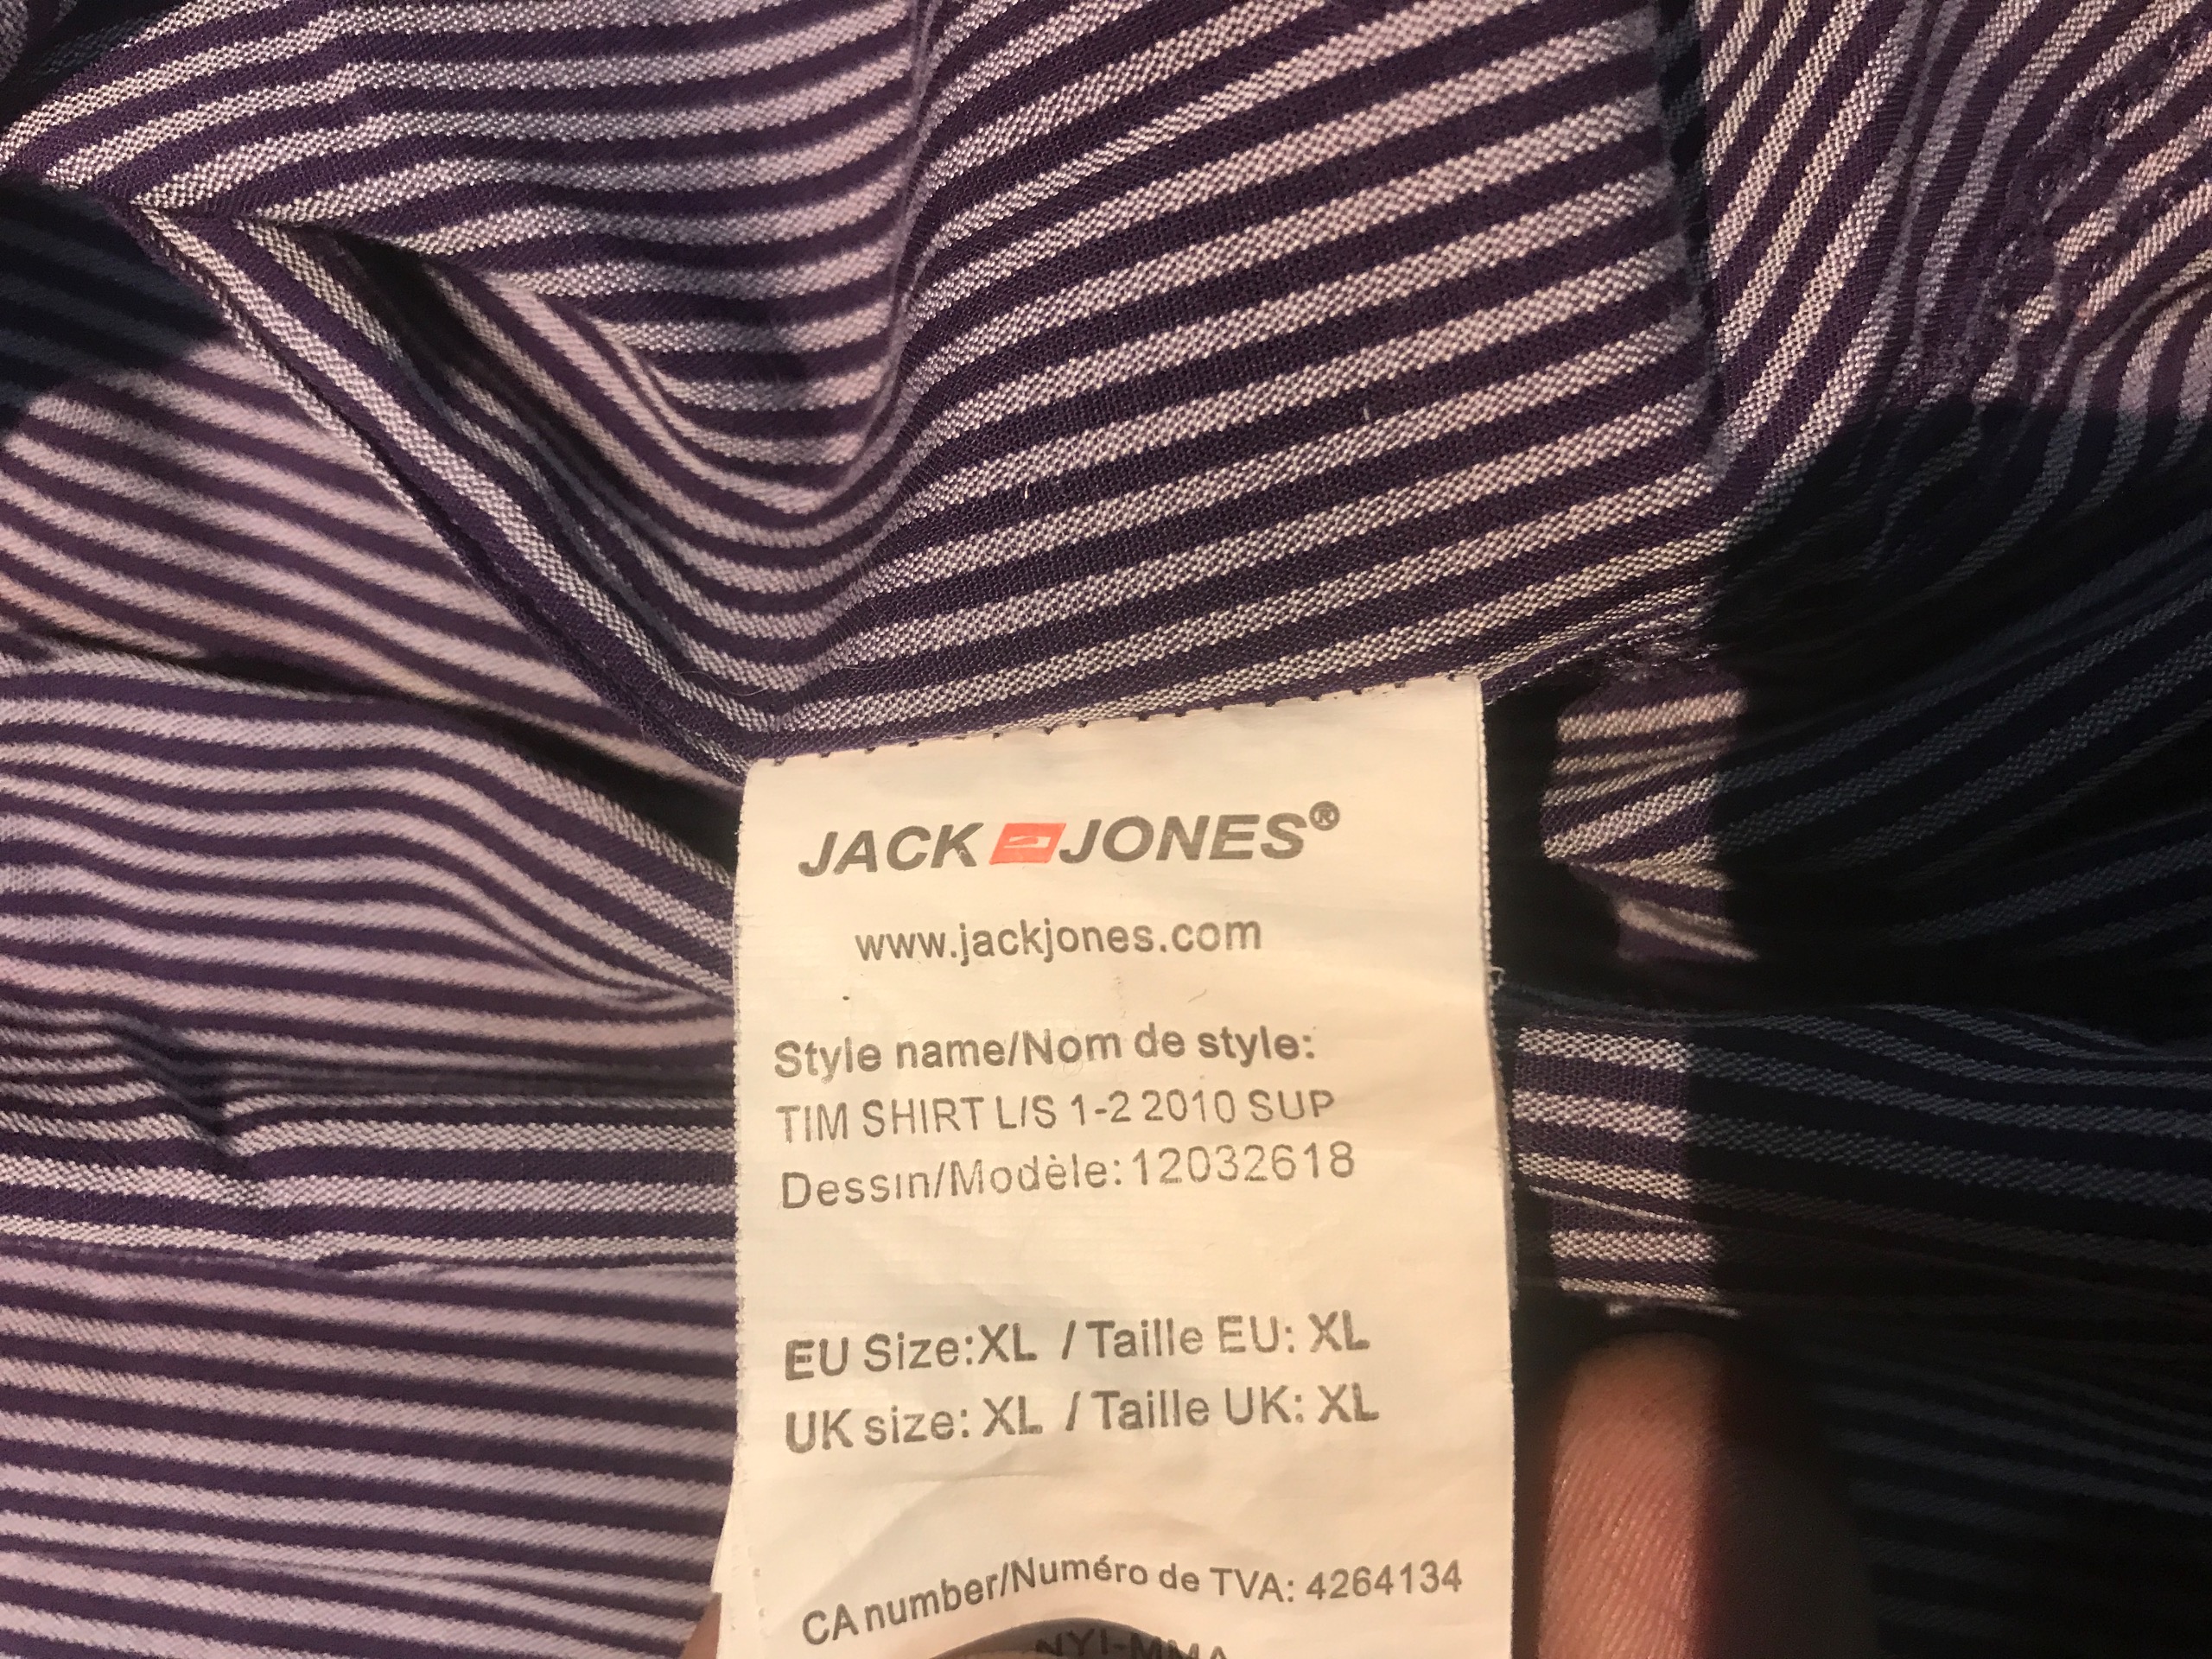 JACK JONES®
www.jackjones.com
Style name/Nom de style:
TIM SHIRT L/S 1-2 2010 SUP
Dessin/Modèle:12032618
EU Size:XL / Taille EU: XL
UK size: XL / Taille UK: XL
CA number/Numéro de TVA: 4264134